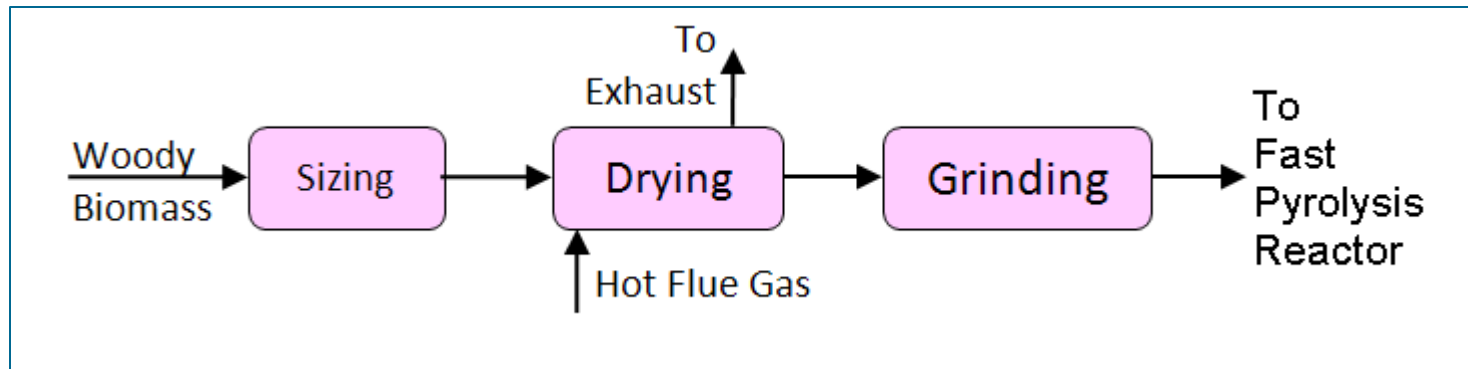 Woody
Biomass
Sizing
To
Exhaust
Drying
Hot Flue Gas
Grinding
To
Fast
Pyrolysis
Reactor